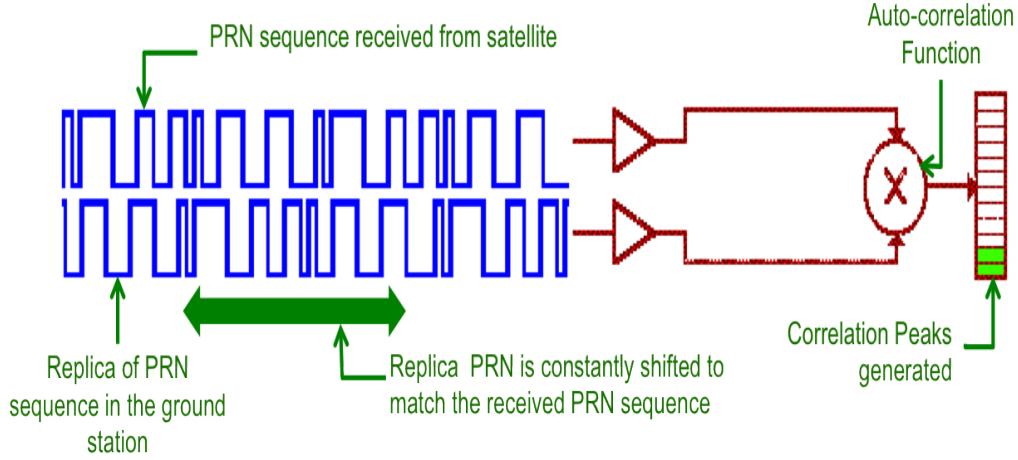 PRN sequence received from satellite
Auto-correlation
Function
X
Replica of PRN
sequence in the ground
station
Replica PRN is constantly shifted to
match the received PRN sequence
Correlation Peaks
generated